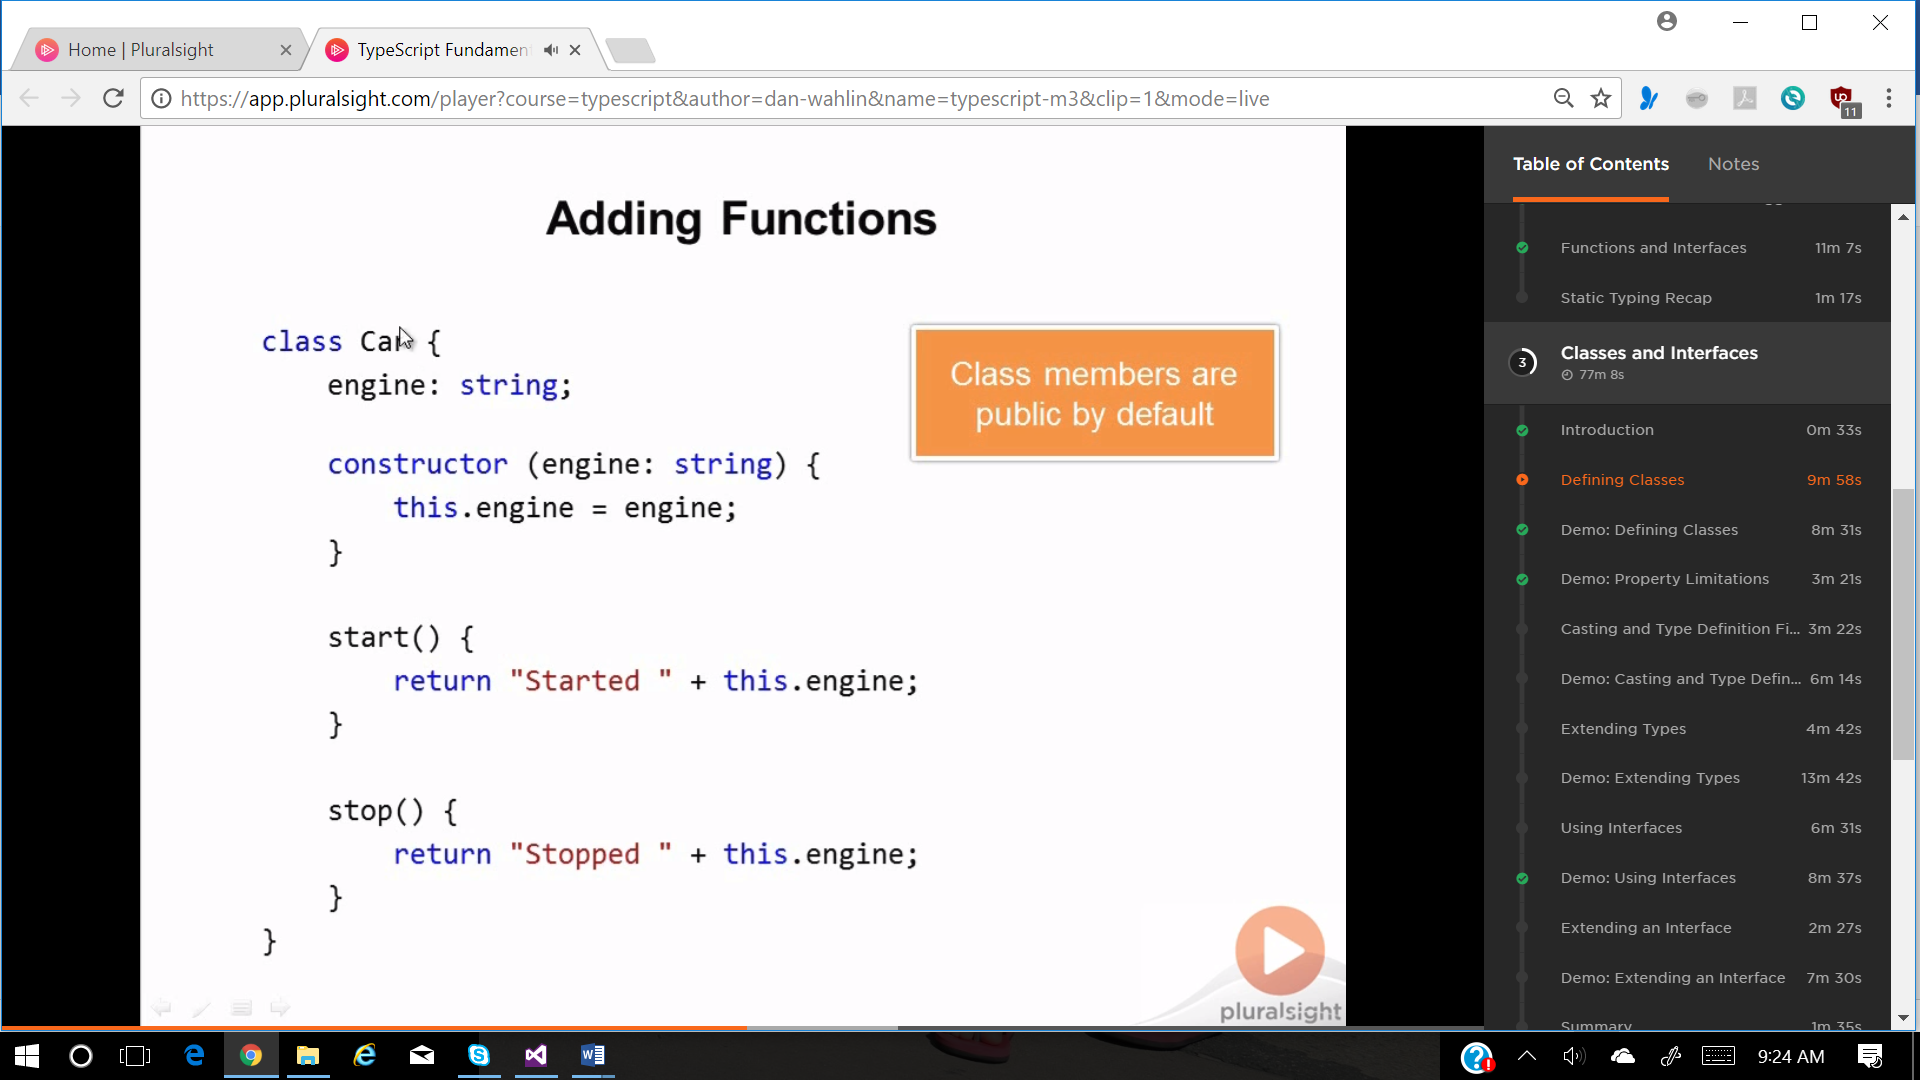 Home | Pluralsight
TypeScript Fundamen
https://app.pluralsight.com/player?course=typescript&author=dan-wahlin&name=typescript-m3&clip=1&mode=live
11
Adding Functions
class Car {
engine: string;
constructor (engine: string) {
this.engine = engine;
}
start() {
return "Started " + this.engine;
}
stop() {
return "Stopped " + this.engine;
}
}
Class members are
public by default
pluralsight
Table of Contents Notes
Functions and Interfaces 11m 7s
Static Typing Recap 1m 17s
3 Classes and Interfaces
77m 8s
Introduction 0m 33s
Defining Classes 9m 58s
Demo: Defining Classes 8m 31s
Demo: Property Limitations 3m 21s
Casting and Type Definition Fi... 3m 22s
Demo: Casting and Type Defin... 6m 14s
Extending Types 4m 42s
Demo: Extending Types 13m 42s
Using Interfaces 6m 31s
Demo: Using Interfaces 8m 37s
Extending an Interface 2m 27s
Demo: Extending an Interface 7m 30s
Summary 1m 35s
9:24 AM